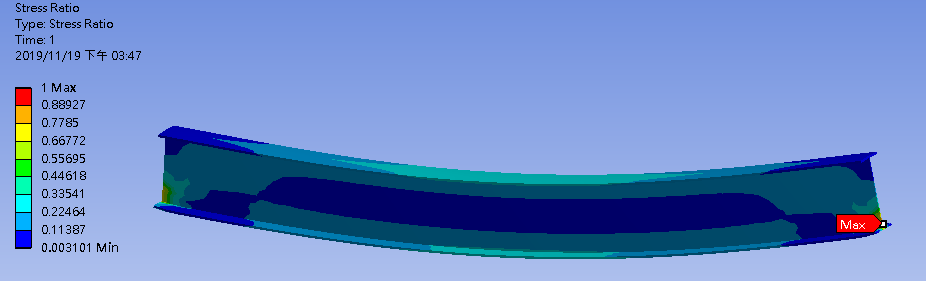 Stress Ratio
Type: Stress Ratio
Time: 1
2019/11/19 下午 03:47
1 Max
0.88927
0.7785
0.66772
0.55695
0.44618
0.33541
0.22464
0.11387
0.003101 Min
Max